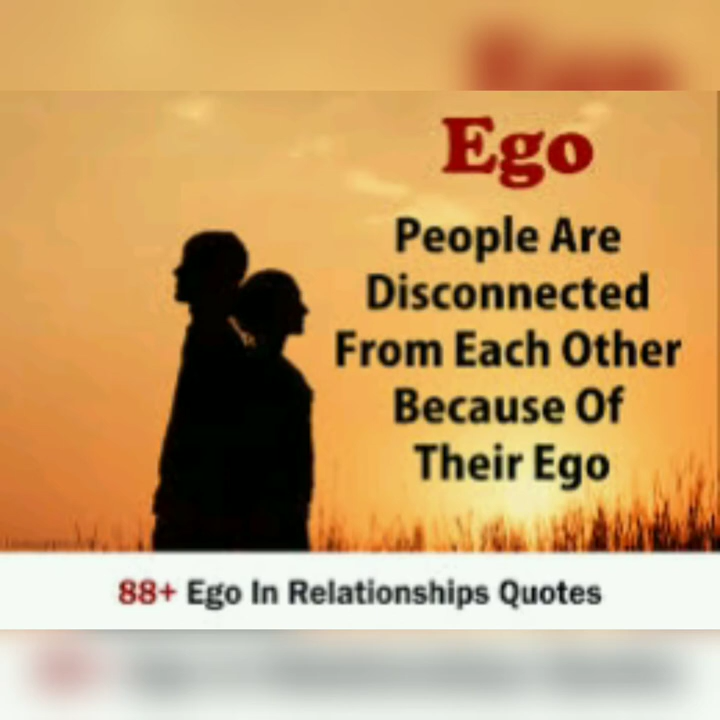 Ego
People Are
Disconnected
From Each Other
Because Of
Their Ego
88+ Ego In Relationships Quotes